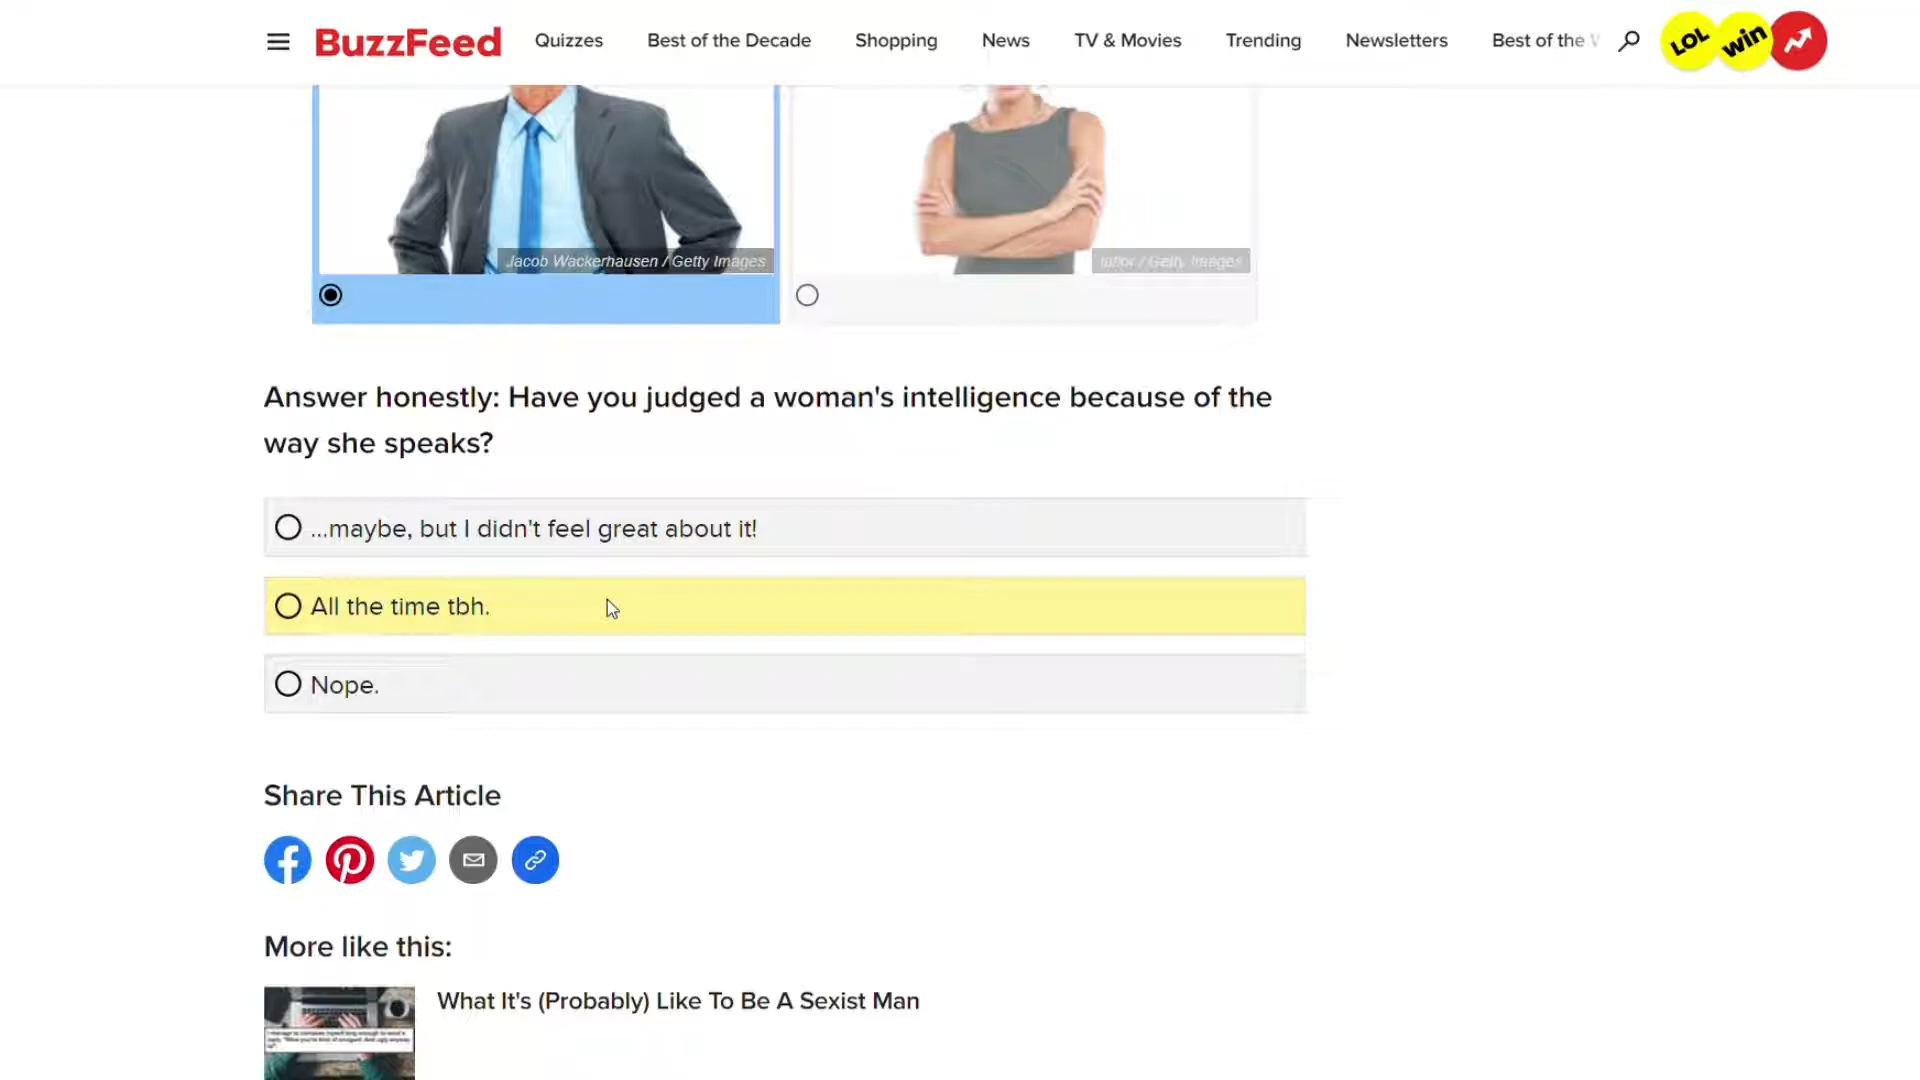 BuzzFeed Quizzes Best of the Decade Shopping News TV & Movies Trending Newsletters Best of the LOL win
Jacob Wackerhausen / Getty Images
/ Getty Images
Answer honestly: Have you judged a woman's intelligence because of the
way she speaks?
...maybe, but I didn't feel great about it!
All the time tbh.
Nope.
Share This Article
More like this:
What It's (Probably) Like To Be A Sexist Man